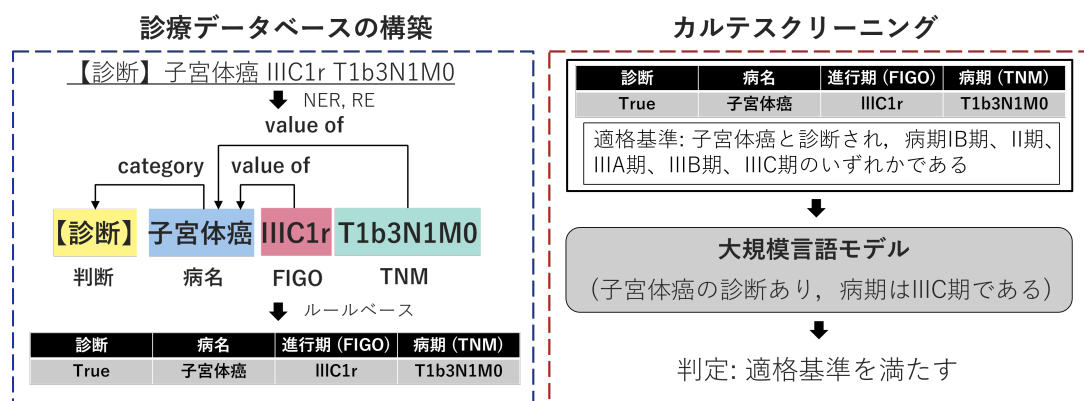 診療データベースの構築
【診断】子宮体癌 IIIC1r T1b3N1M0
NER, RE
value of
category
value of
【診断】
子宮体癌
IIIC1r
T1b3N1M0
判断
病名
FIGO
TNM
ルールベース
診断 病名 進行期 (FIGO) 病期 (TNM)
True 子宮体癌 IIIC1r T1b3N1M0
カルテスクリーニング
診断 病名 進行期 (FIGO) 病期 (TNM)
True 子宮体癌 IIIC1r T1b3N1M0
適格基準: 子宮体癌と診断され，病期IB期、II期、
IIIA期、IIIB期、IIIC期のいずれかである
大規模言語モデル
（子宮体癌の診断あり，病期はIIIC期である）
判定: 適格基準を満たす